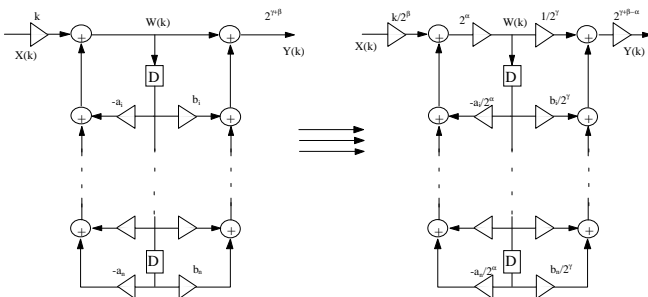 k W(k) 2^{γ+β}
X(k) Y(k)
D
-a_i b_i
D
-a_n b_n
k/2^β 2^α W(k) 1/2^γ 2^{γ+β−α}
X(k) Y(k)
D
-a_i/2^α b_i/2^γ
D
-a_n/2^α b_n/2^γ